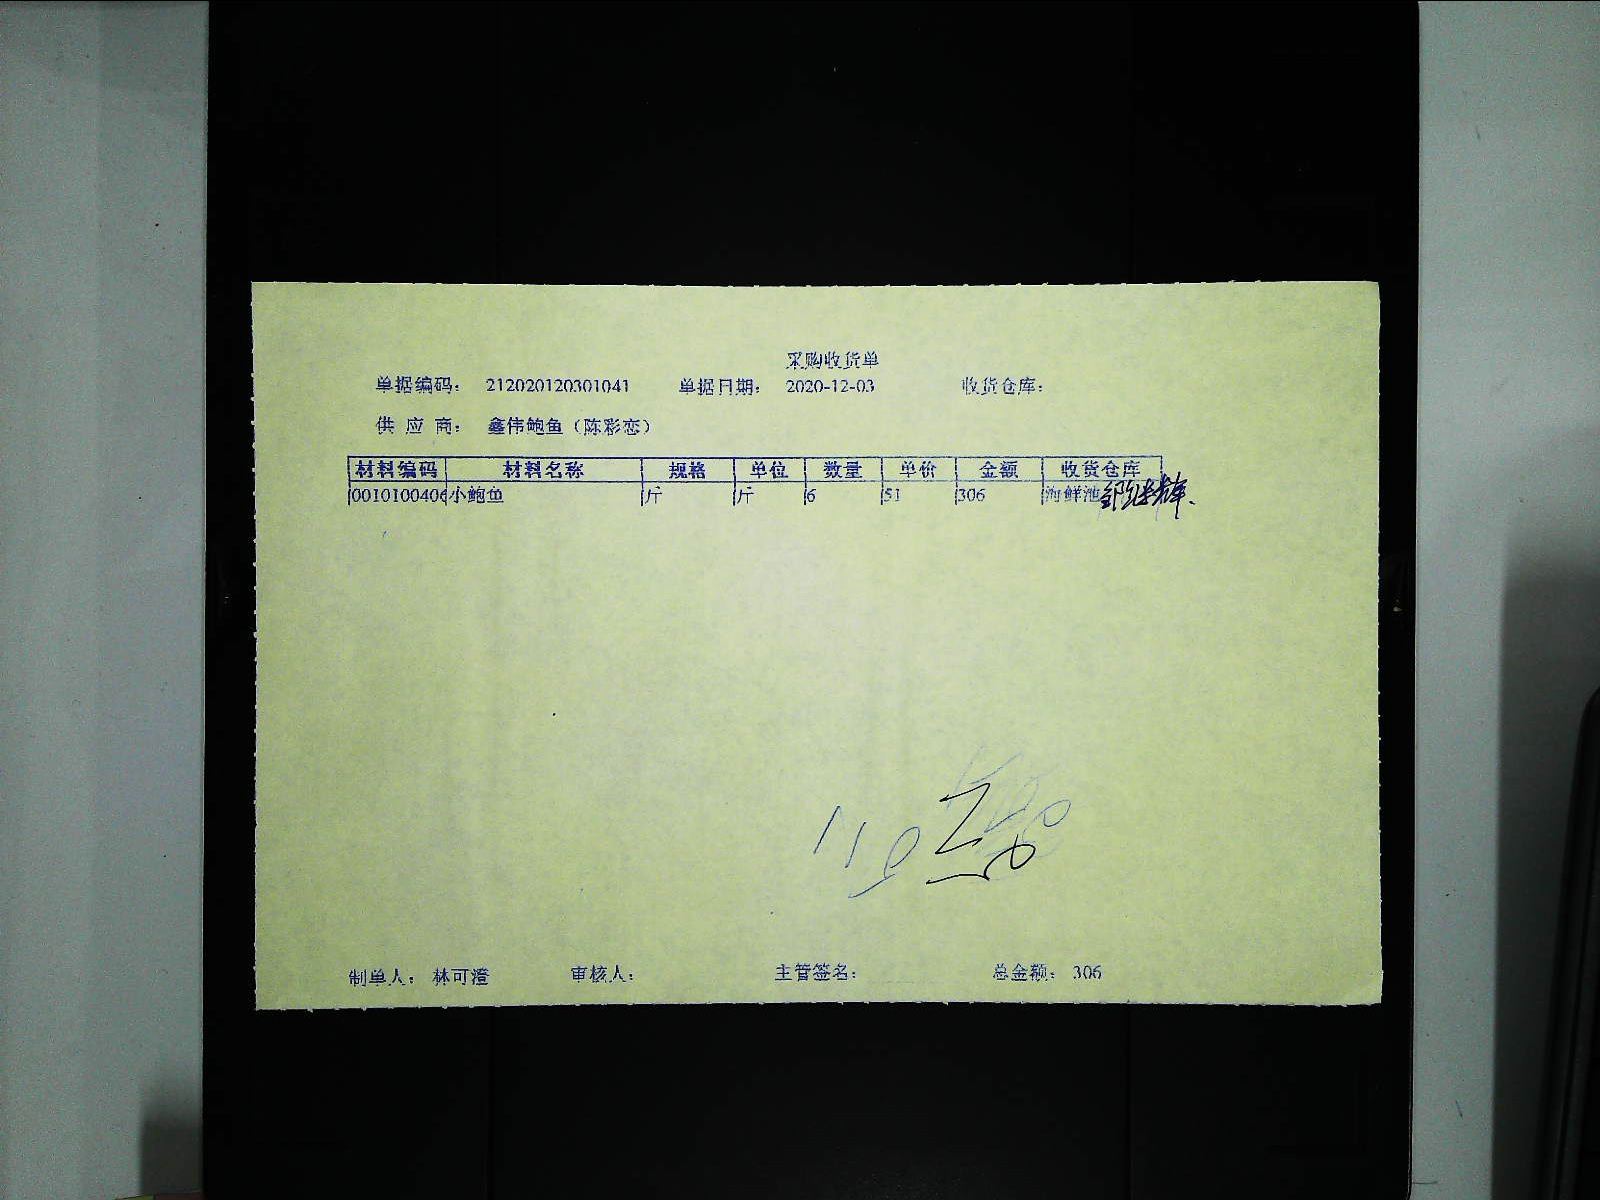 采购收货单
单据编码： 212020120301041 单据日期： 2020-12-03 收货仓库：
供 应 商： 鑫伟鲍鱼（陈彩恋）
材料编码 材料名称 规格 单位 数量 单价 金额 收货仓库
0010100406 小鲍鱼 斤 斤 6 51 306 海鲜池
制单人： 林可澄 审核人： 主管签名： 总金额： 306